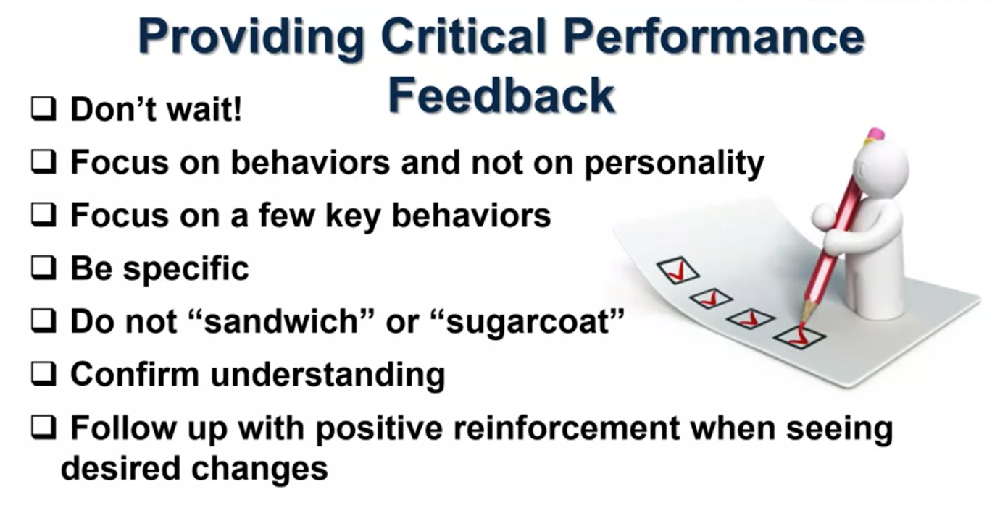 Providing Critical Performance
Feedback
❑ Don’t wait!
❑ Focus on behaviors and not on personality
❑ Focus on a few key behaviors
❑ Be specific
❑ Do not “sandwich” or “sugarcoat”
❑ Confirm understanding
❑ Follow up with positive reinforcement when seeing
desired changes